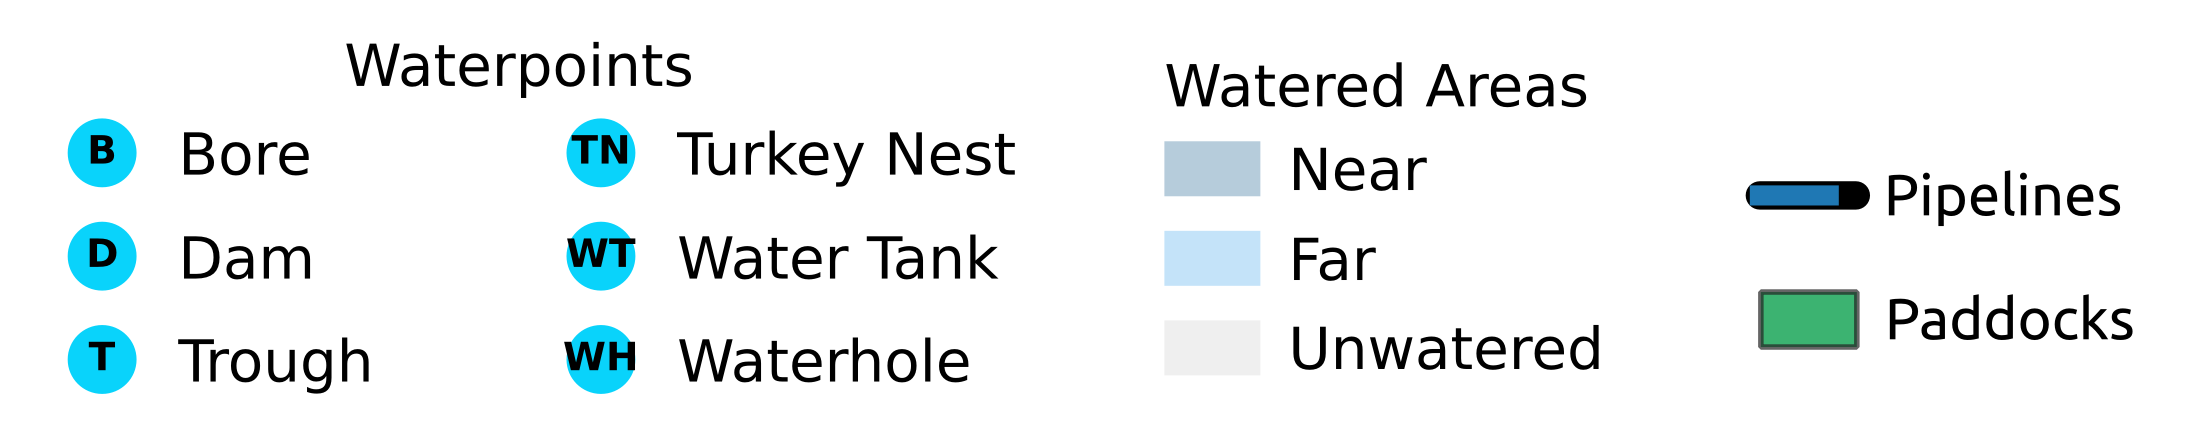 Waterpoints
B Bore
D Dam
T Trough
TN Turkey Nest
WT Water Tank
WH Waterhole
Watered Areas
Near
Far
Unwatered
Pipelines
Paddocks